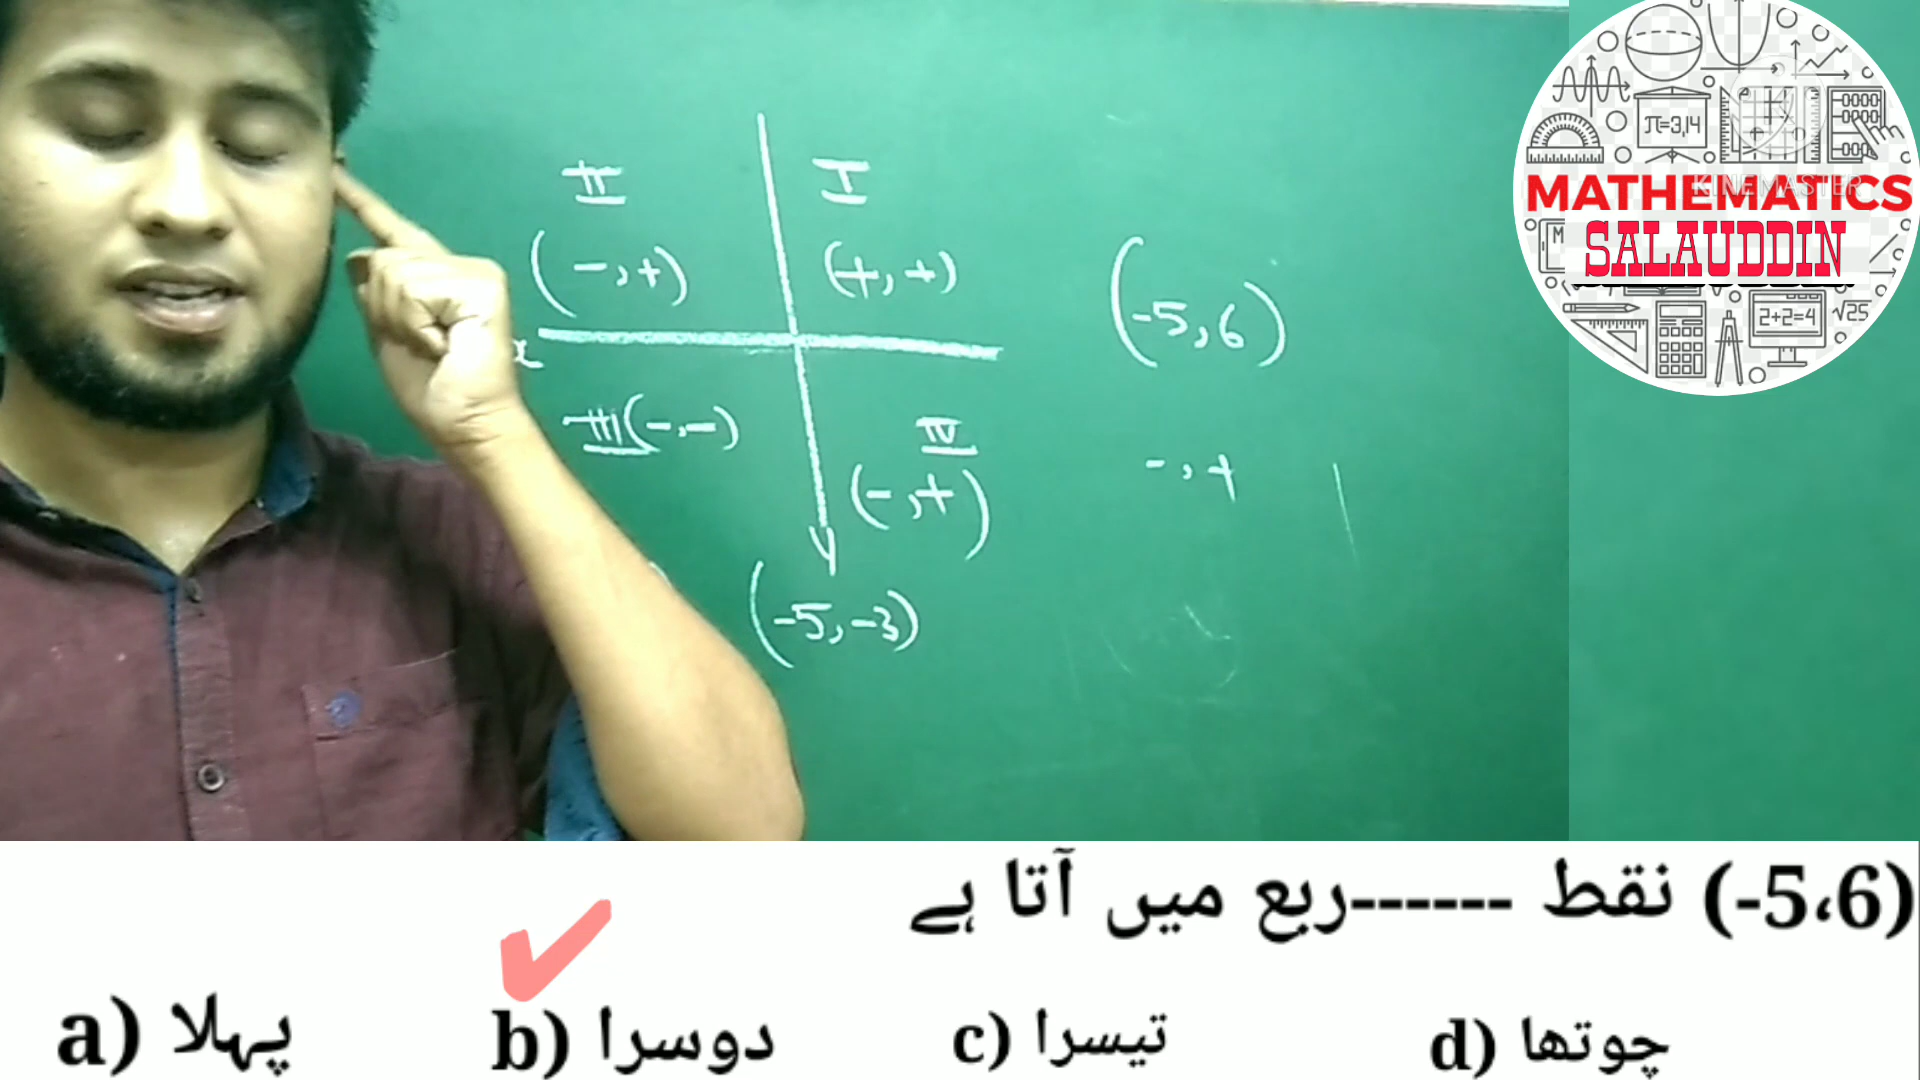 II
I
(-,+)
(+,+)
(-5,6)
x
III(-,-)
IV
(-,+)
-,+
(-5,-3)
π=3,14
KINEMASTER
MATHEMATICS
SALAUDDIN
2+2=4
√25
(-5،6) نقط ------ربع میں آتا ہے
a) پہلا
b) دوسرا
c) تیسرا
d) چوتھا